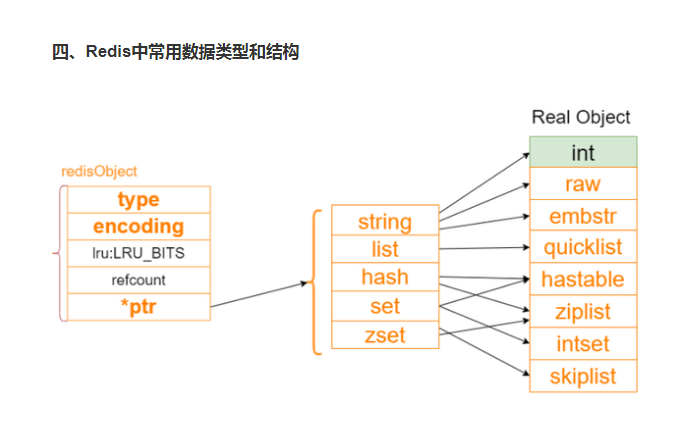 四、Redis中常用数据类型和结构
Real Object
redisObject
type
encoding
lru:LRU_BITS
refcount
*ptr
string
list
hash
set
zset
int
raw
embstr
quicklist
hastable
ziplist
intset
skiplist